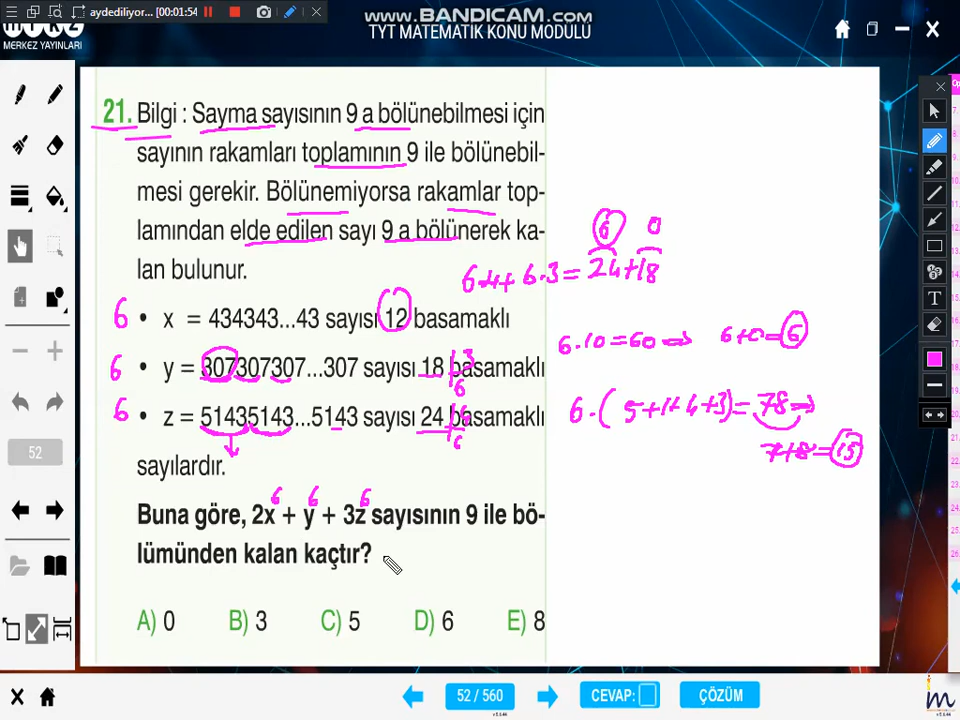 aydediliyor... [00:01:54]
www.BANDICAM.com
MERKEZ YAYINLARI
TYT MATEMATİK KONU MODULU
21. Bilgi : Sayma sayısının 9 a bölünebilmesi için
sayının rakamları toplamının 9 ile bölünebil-
mesi gerekir. Bölünemiyorsa rakamlar top-
lamından elde edilen sayı 9 a bölünerek ka-
lan bulunur.
6 0
6·4+6·3=24+18
6 • x = 434343...43 sayısı 12 basamaklı
6·10=60⇒ 6+0=6
6 • y = 307307307...307 sayısı 18 basamaklı
3
6
6 • z = 51435143...5143 sayısı 24 basamaklı
6·(5+1+4+3)=78⇒
7+8=15
sayılardır.
6 6 6
Buna göre, 2x + y + 3z sayısının 9 ile bö-
lümünden kalan kaçtır?
A) 0 B) 3 C) 5 D) 6 E) 8
52
52 / 560
CEVAP:
ÇÖZÜM